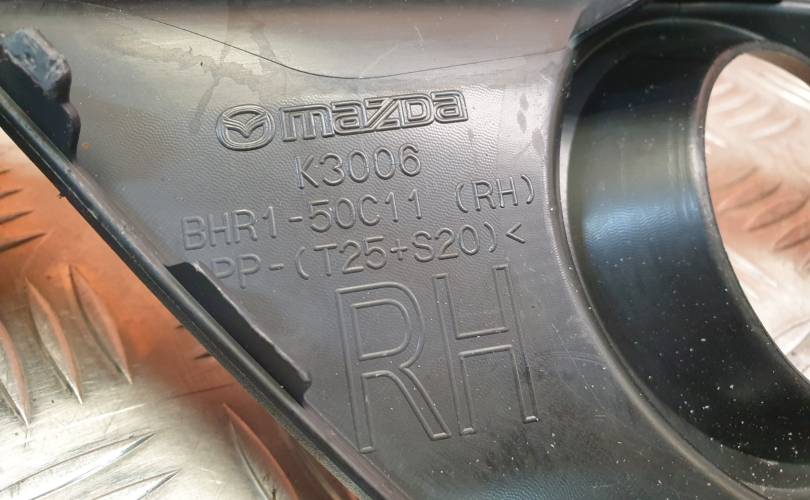 mazda
K3006
BHR1-50C11 (RH)
PP-(T25+S20)<
RH